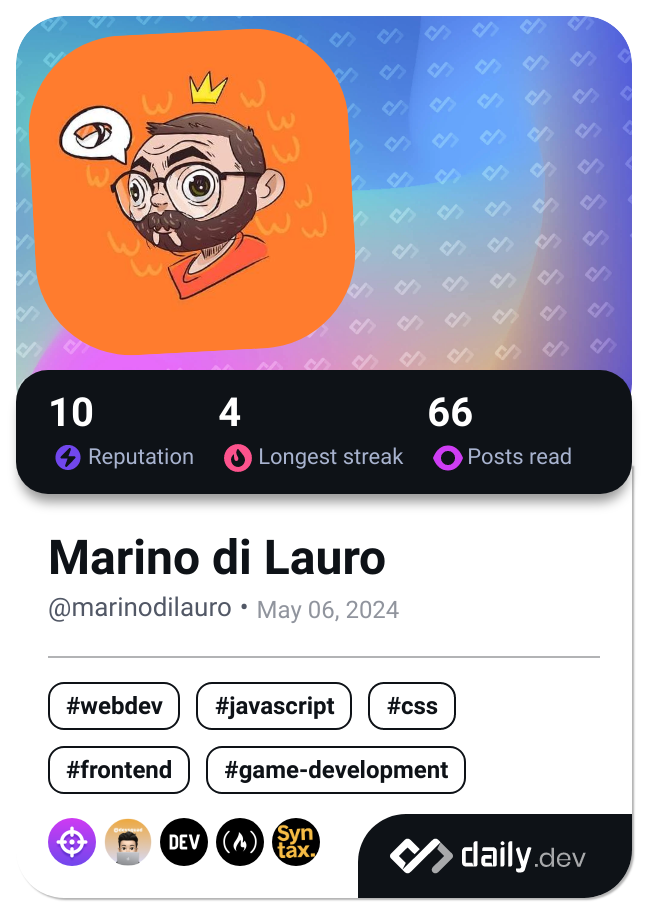 10 4 66
Reputation Longest streak Posts read
Marino di Lauro
@marinodilauro • May 06, 2024
#webdev #javascript #css
#frontend #game-development
DEV
Syn
tax.
daily.dev